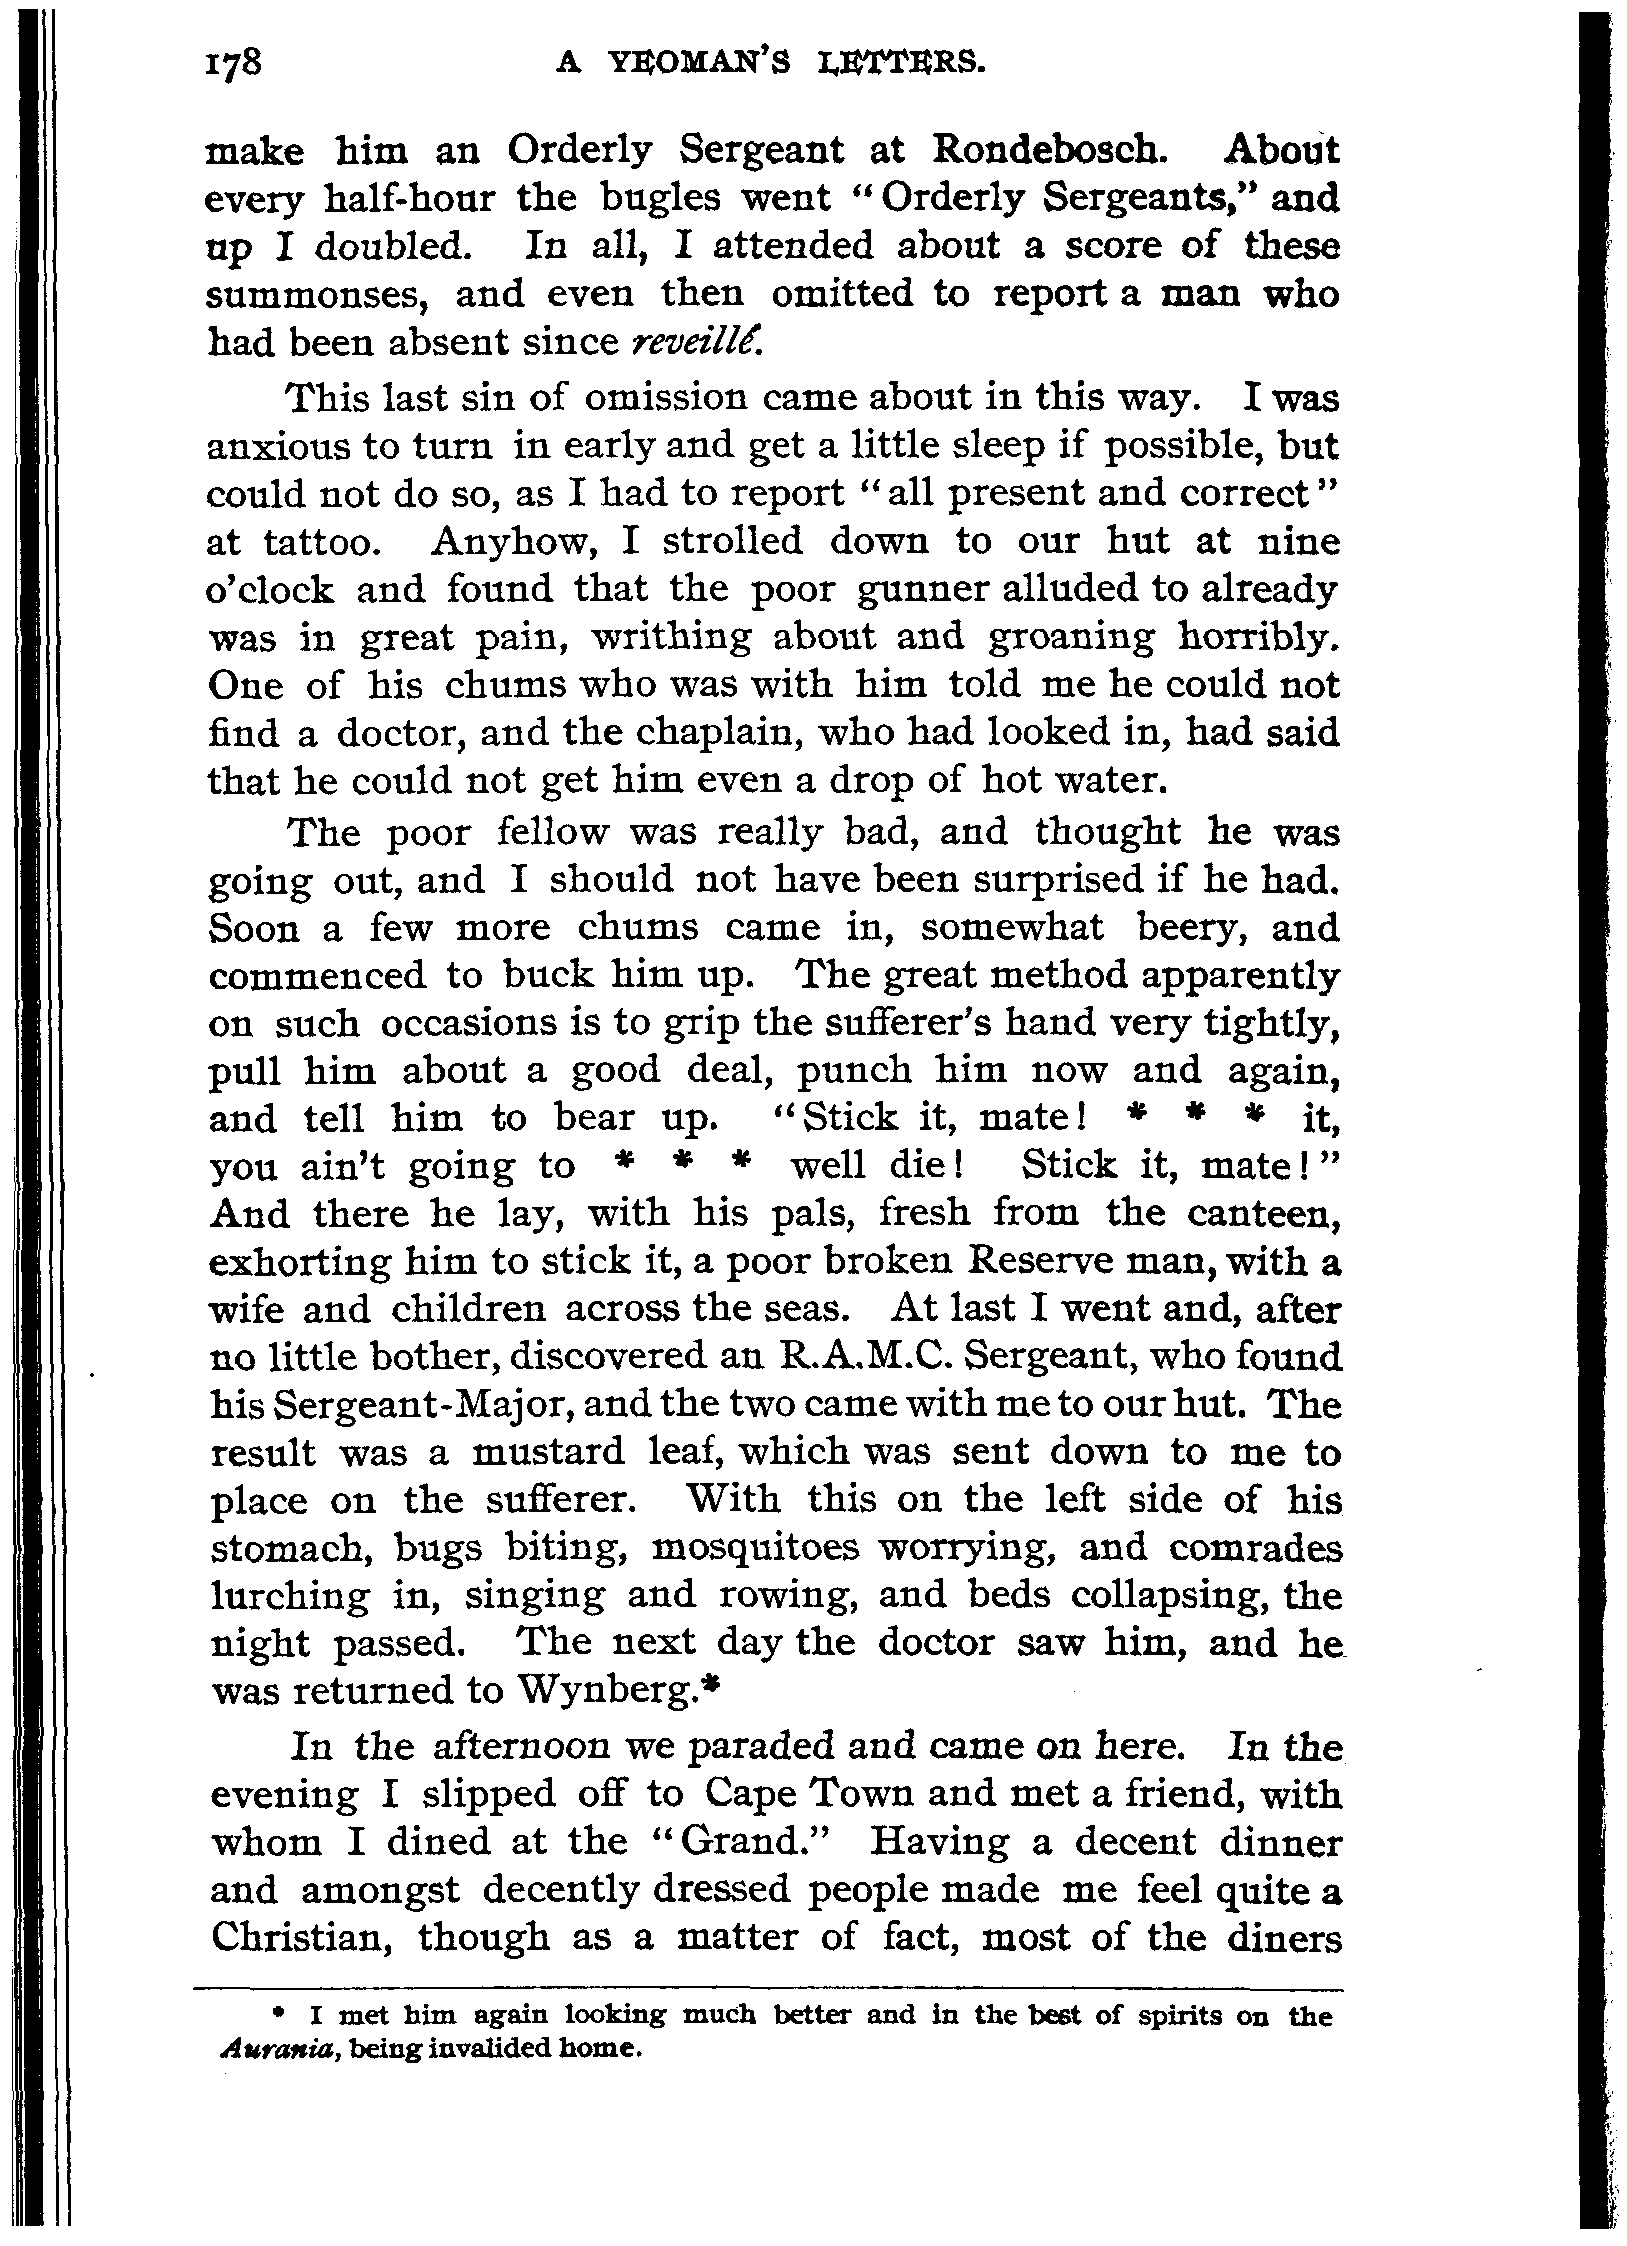 178 A YEOMAN'S LETTERS.
make him an Orderly Sergeant at Rondebosch. About
every half-hour the bugles went "Orderly Sergeants," and
up I doubled. In all, I attended about a score of these
summonses, and even then omitted to report a man who
had been absent since reveillé.
This last sin of omission came about in this way. I was
anxious to turn in early and get a little sleep if possible, but
could not do so, as I had to report "all present and correct"
at tattoo. Anyhow, I strolled down to our hut at nine
o'clock and found that the poor gunner alluded to already
was in great pain, writhing about and groaning horribly.
One of his chums who was with him told me he could not
find a doctor, and the chaplain, who had looked in, had said
that he could not get him even a drop of hot water.
The poor fellow was really bad, and thought he was
going out, and I should not have been surprised if he had.
Soon a few more chums came in, somewhat beery, and
commenced to buck him up. The great method apparently
on such occasions is to grip the sufferer's hand very tightly,
pull him about a good deal, punch him now and again,
and tell him to bear up. "Stick it, mate! * * * it,
you ain't going to * * * well die! Stick it, mate!"
And there he lay, with his pals, fresh from the canteen,
exhorting him to stick it, a poor broken Reserve man, with a
wife and children across the seas. At last I went and, after
no little bother, discovered an R.A.M.C. Sergeant, who found
his Sergeant-Major, and the two came with me to our hut. The
result was a mustard leaf, which was sent down to me to
place on the sufferer. With this on the left side of his
stomach, bugs biting, mosquitoes worrying, and comrades
lurching in, singing and rowing, and beds collapsing, the
night passed. The next day the doctor saw him, and he
was returned to Wynberg.*
In the afternoon we paraded and came on here. In the
evening I slipped off to Cape Town and met a friend, with
whom I dined at the "Grand." Having a decent dinner
and amongst decently dressed people made me feel quite a
Christian, though as a matter of fact, most of the diners
* I met him again looking much better and in the best of spirits on the
Aurania, being invalided home.